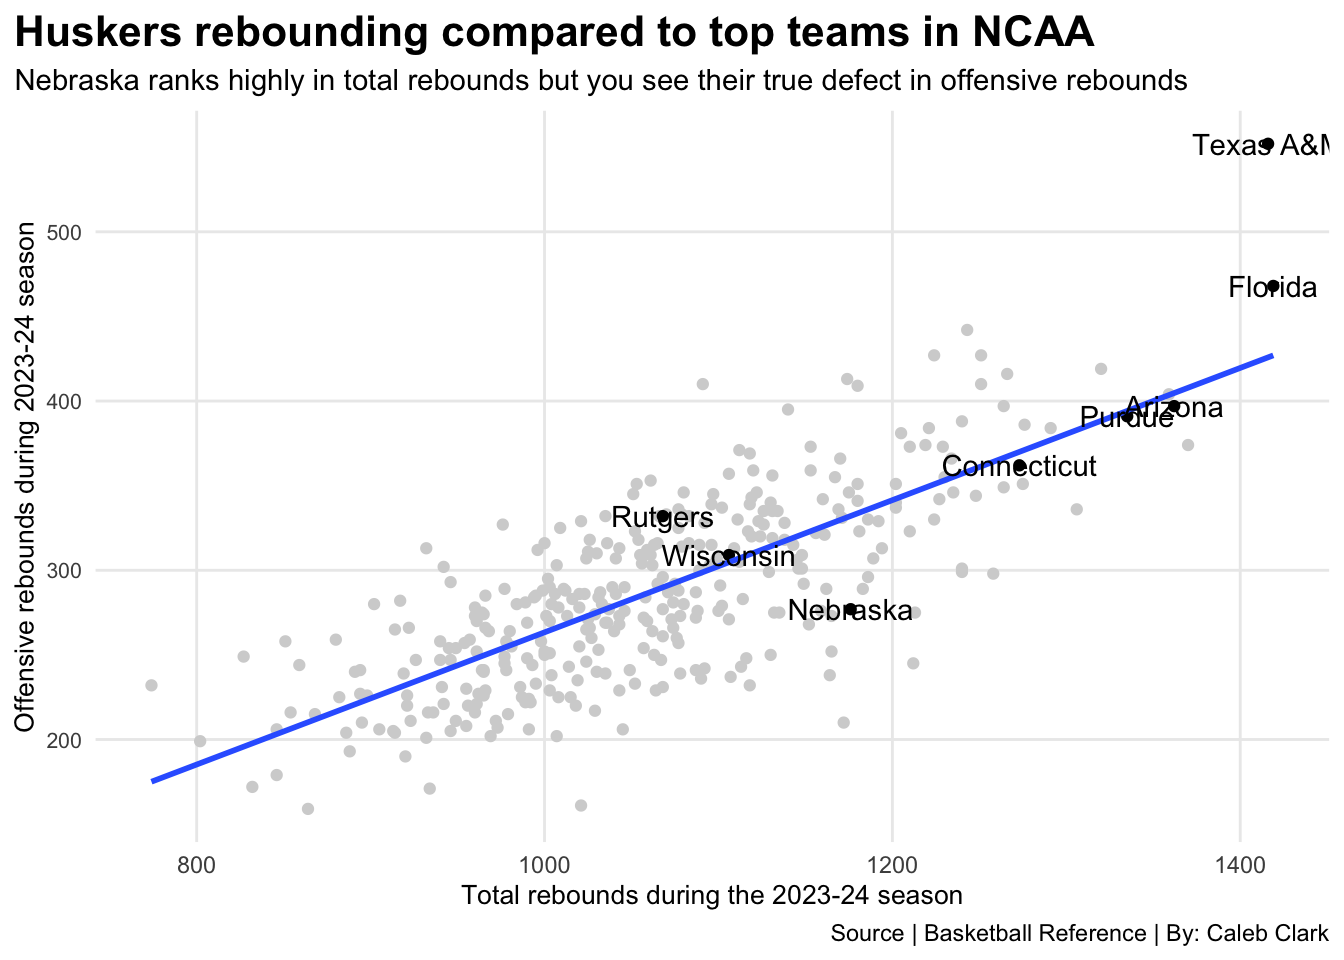 Huskers rebounding compared to top teams in NCAA
Nebraska ranks highly in total rebounds but you see their true defect in offensive rebounds
Offensive rebounds during 2023-24 season
500
400
300
200
Texas A&M
Florida
Arizona
Purdue
Connecticut
Rutgers
Wisconsin
Nebraska
800
1000
1200
1400
Total rebounds during the 2023-24 season
Source | Basketball Reference | By: Caleb Clark